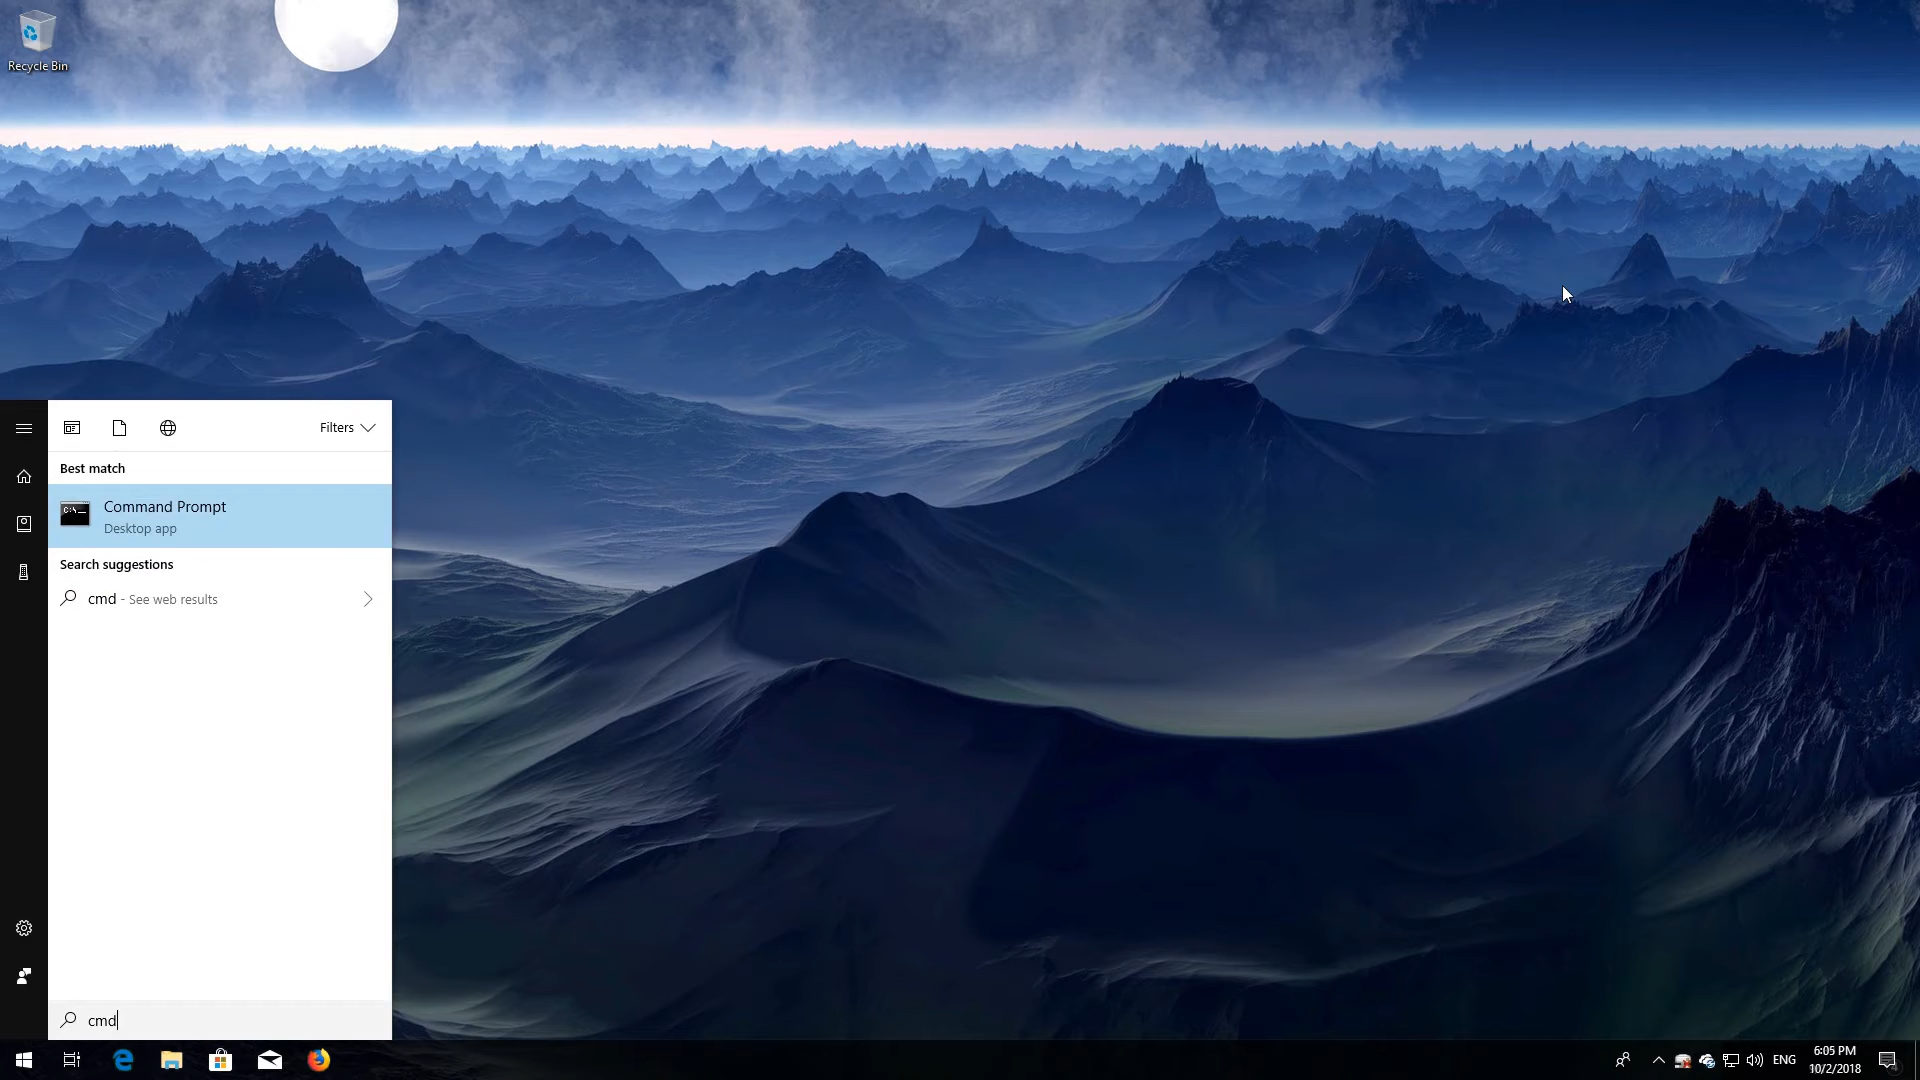 Recycle Bin
Filters
Best match
C:\_
Command Prompt
Desktop app
Search suggestions
cmd - See web results
cmd
ENG
6:05 PM
10/2/2018